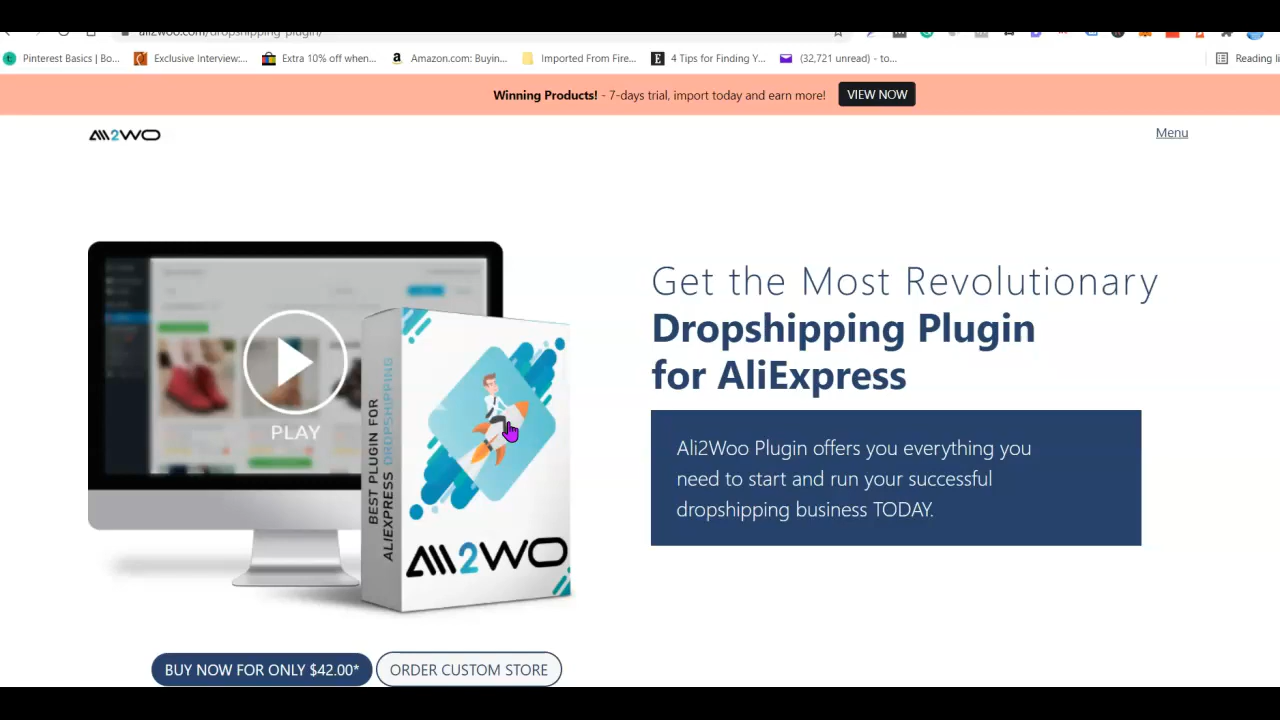 ali2woo.com/dropshipping-plugin/
Pinterest Basics | Bo...
Exclusive Interview:...
Extra 10% off when...
Amazon.com: Buyin...
Imported From Fire...
4 Tips for Finding Y...
(32,721 unread) - to...
Reading li
Winning Products! - 7-days trial, import today and earn more!
VIEW NOW
Ali2WO
Menu
Get the Most Revolutionary
Dropshipping Plugin
for AliExpress
PLAY
BEST PLUGIN FOR
ALIEXPRESS DROPSHIPPING
Ali2WO
Ali2Woo Plugin offers you everything you
need to start and run your successful
dropshipping business TODAY.
BUY NOW FOR ONLY $42.00*
ORDER CUSTOM STORE